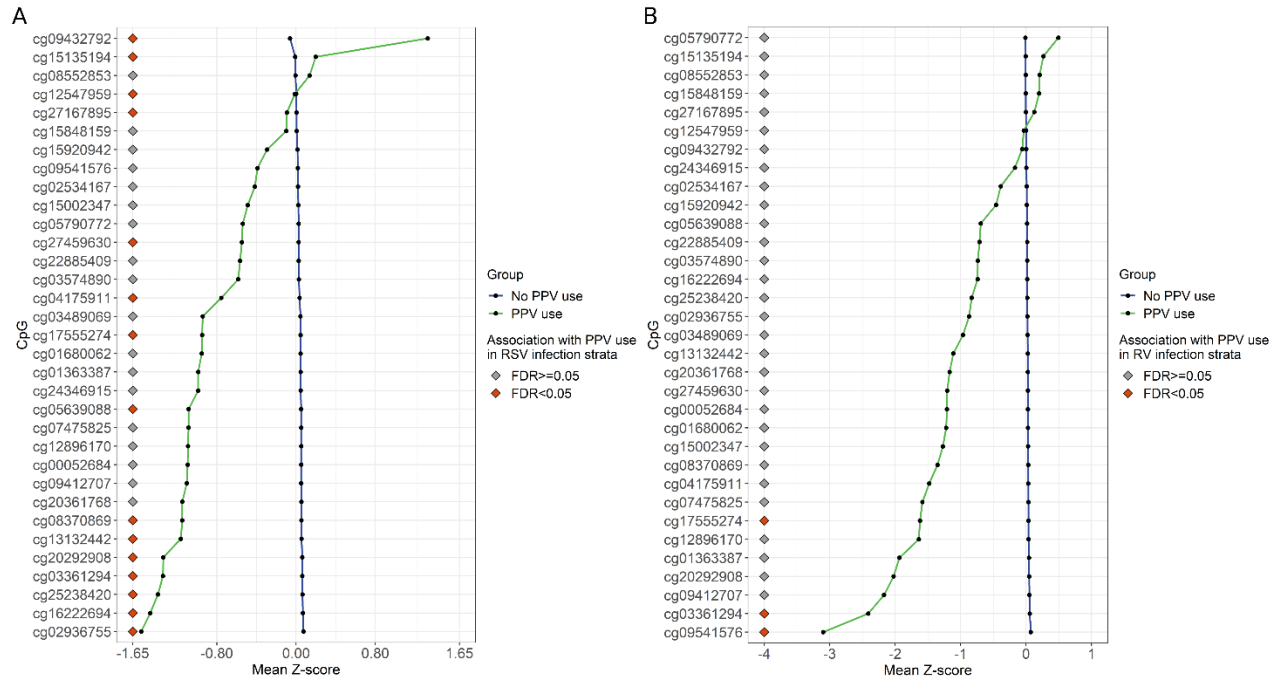 A
cg09432792
cg15135194
cg08552853
cg12547959
cg27167895
cg15848159
cg15920942
cg09541576
cg02534167
cg15002347
cg05790772
cg27459630
cg22885409
cg03574890
cg04175911
cg03489069
cg17555274
cg01680062
cg01363387
cg24346915
cg05639088
cg07475825
cg12896170
cg00052684
cg09412707
cg20361768
cg08370869
cg13132442
cg20292908
cg03361294
cg25238420
cg16222694
cg02936755
CpG
-1.65 -0.80 0.00 0.80 1.65
Mean Z-score
Group
No PPV use
PPV use
Association with PPV use
in RSV infection strata
FDR>=0.05
FDR<0.05
B
cg05790772
cg15135194
cg08552853
cg15848159
cg27167895
cg12547959
cg09432792
cg24346915
cg02534167
cg15920942
cg05639088
cg22885409
cg03574890
cg16222694
cg25238420
cg02936755
cg03489069
cg13132442
cg20361768
cg27459630
cg00052684
cg01680062
cg15002347
cg08370869
cg04175911
cg07475825
cg17555274
cg12896170
cg01363387
cg20292908
cg09412707
cg03361294
cg09541576
CpG
-4 -3 -2 -1 0 1
Mean Z-score
Group
No PPV use
PPV use
Association with PPV use
in RV infection strata
FDR>=0.05
FDR<0.05